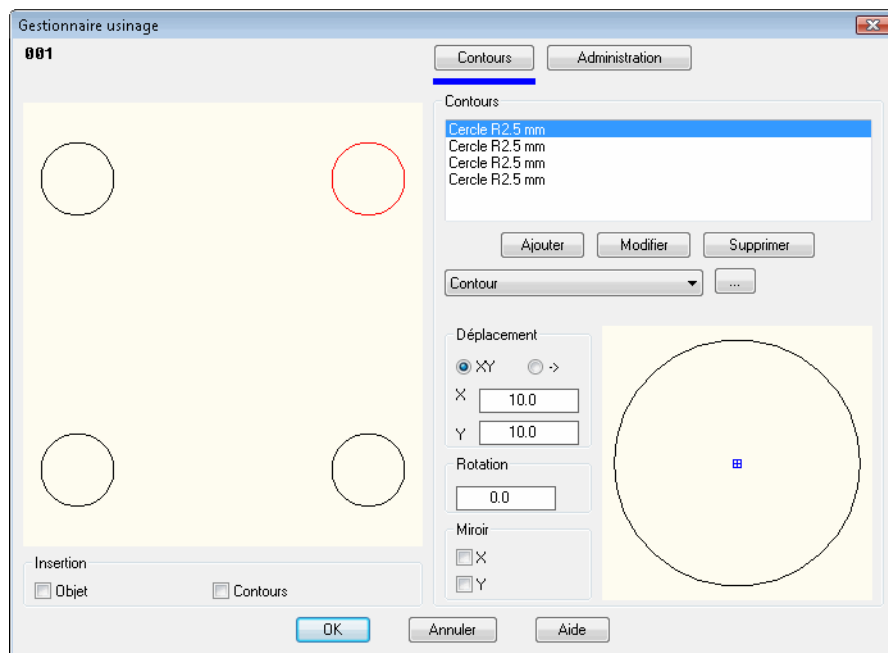 Gestionnaire usinage
001
Contours Administration
Contours
Cercle R2.5 mm
Cercle R2.5 mm
Cercle R2.5 mm
Cercle R2.5 mm
Ajouter Modifier Supprimer
Contour ...
Déplacement
XY ->
X 10.0
Y 10.0
Rotation
0.0
Miroir
X
Y
Insertion
Objet Contours
OK Annuler Aide